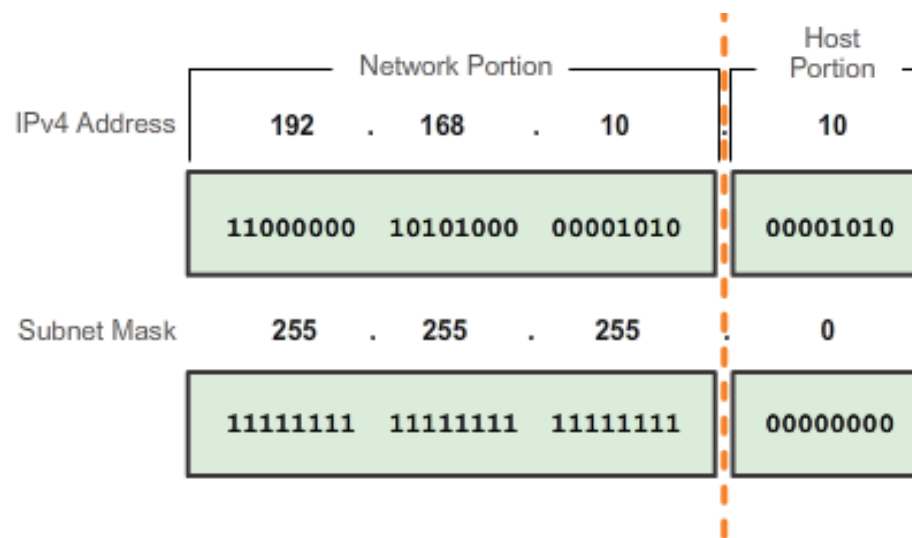 Network Portion
Host
Portion
IPv4 Address 192 . 168 . 10 . 10
11000000 10101000 00001010 00001010
Subnet Mask 255 . 255 . 255 . 0
11111111 11111111 11111111 00000000